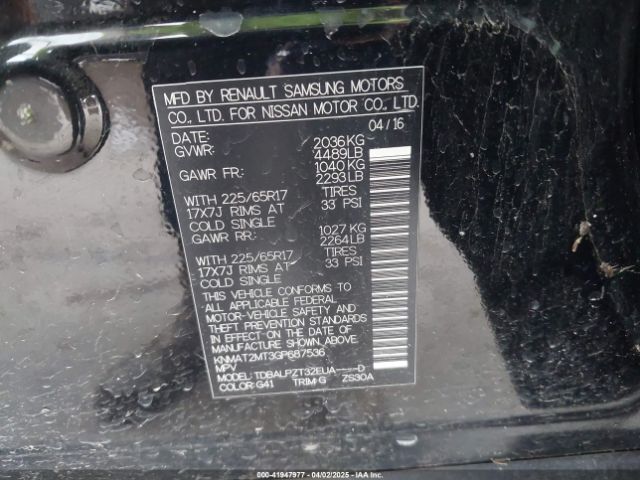 MFD BY RENAULT SAMSUNG MOTORS
CO., LTD. FOR NISSAN MOTOR CO., LTD.
DATE: 04/16
GVWR: 2036KG
4489LB
GAWR FR: 1040 KG
2293LB
WITH 225/65R17 TIRES
17X7J RIMS AT 33 PSI
COLD SINGLE
GAWR RR: 1027 KG
2264LB
WITH 225/65R17 TIRES
17X7J RIMS AT 33 PSI
COLD SINGLE
THIS VEHICLE CONFORMS TO
ALL APPLICABLE FEDERAL
MOTOR-VEHICLE SAFETY AND
THEFT PREVENTION STANDARDS
IN EFFECT ON THE DATE OF
MANUFACTURE SHOWN ABOVE.
KNMAT2MT3GP687536
MPV
MODEL: TDBALPZT32EUA----D
COLOR: G41 TRIM: G ZS30A
000-41947977 - 04/02/2025 - IAAI. Copyright